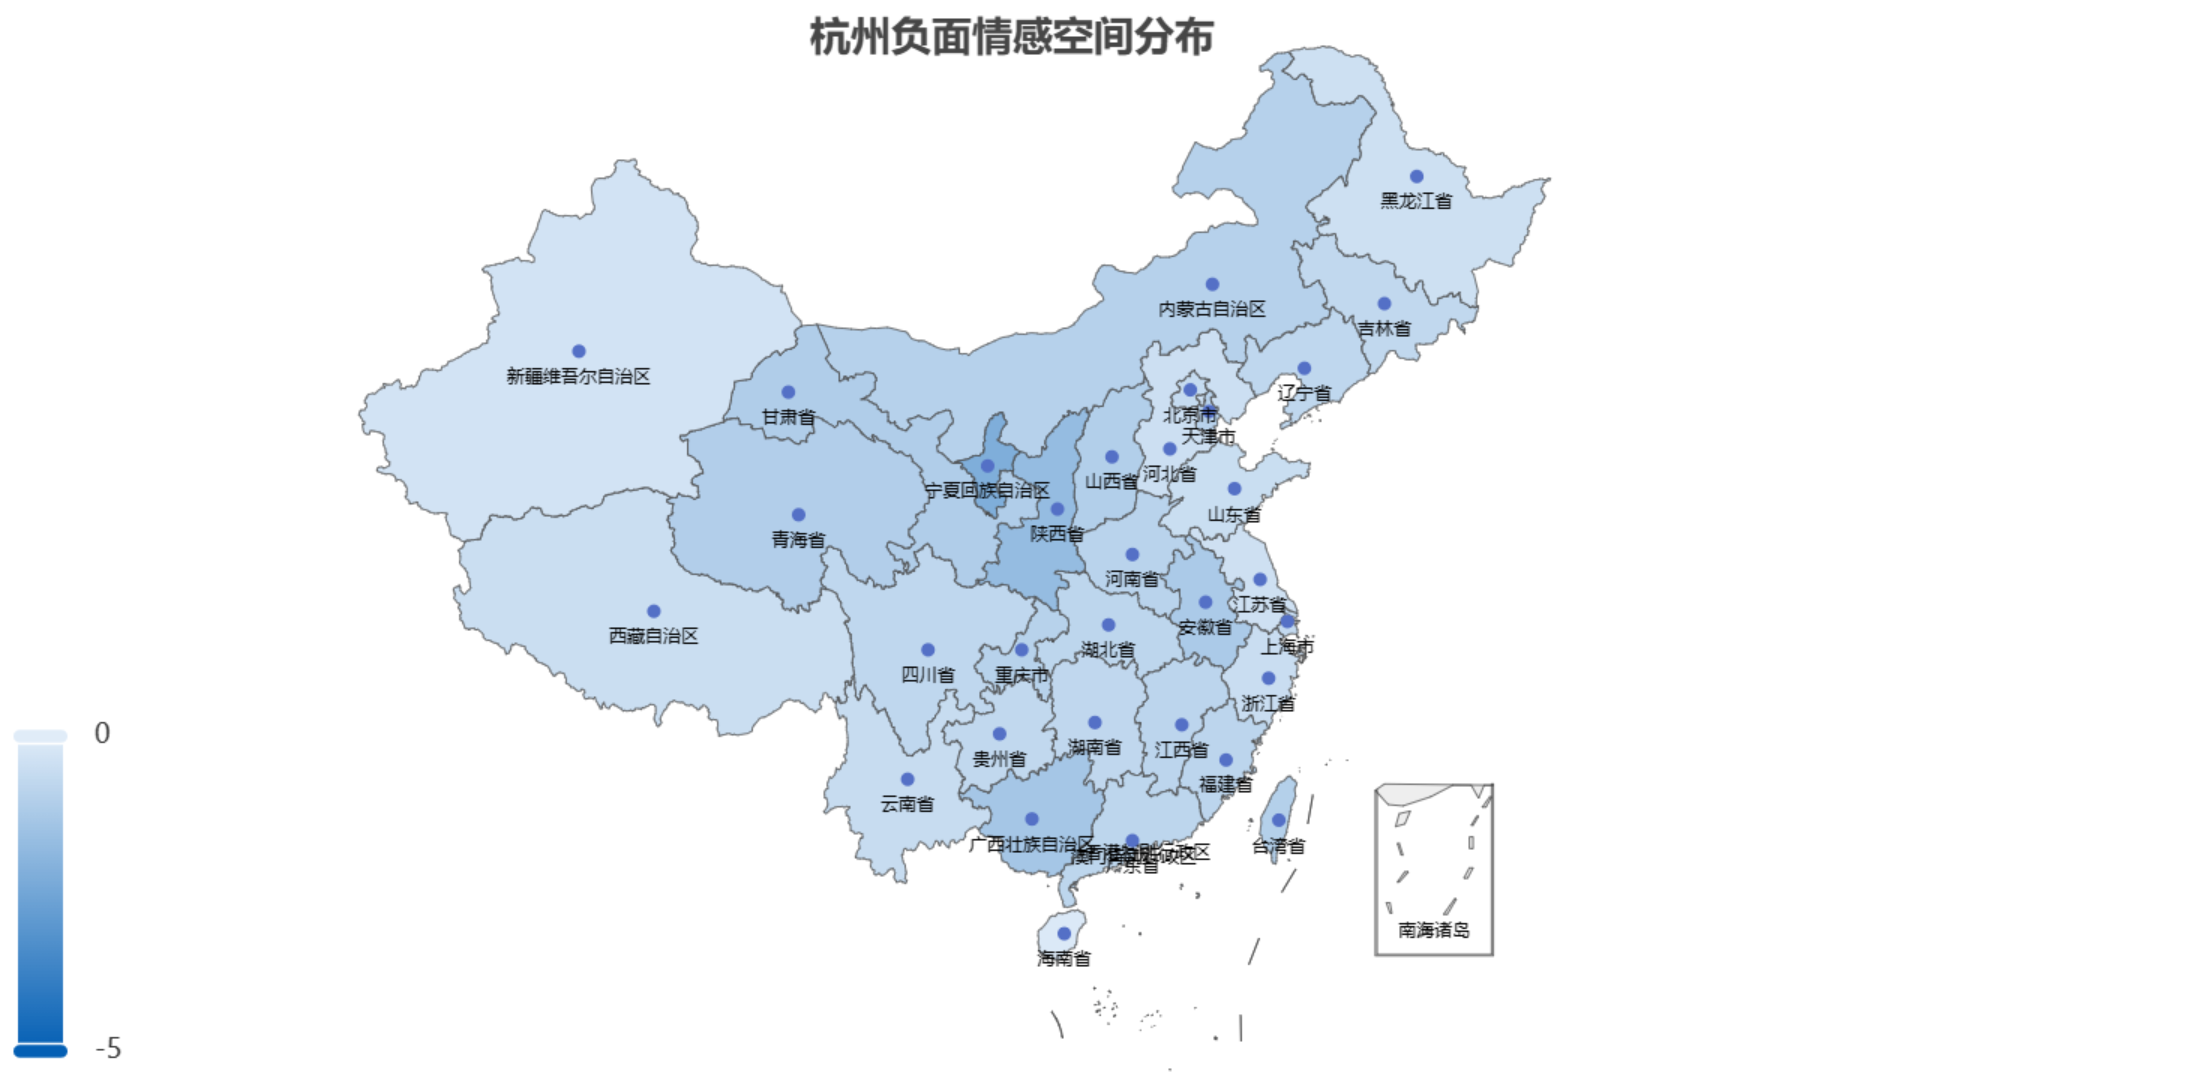 杭州负面情感空间分布
黑龙江省
内蒙古自治区
吉林省
新疆维吾尔自治区
辽宁省
甘肃省
北京市
天津市
河北省
山西省
宁夏回族自治区
山东省
陕西省
青海省
河南省
江苏省
安徽省
西藏自治区
上海市
湖北省
四川省
重庆市
浙江省
0
湖南省
江西省
贵州省
福建省
云南省
广西壮族自治区
台湾省
广东省
南海诸岛
海南省
-5